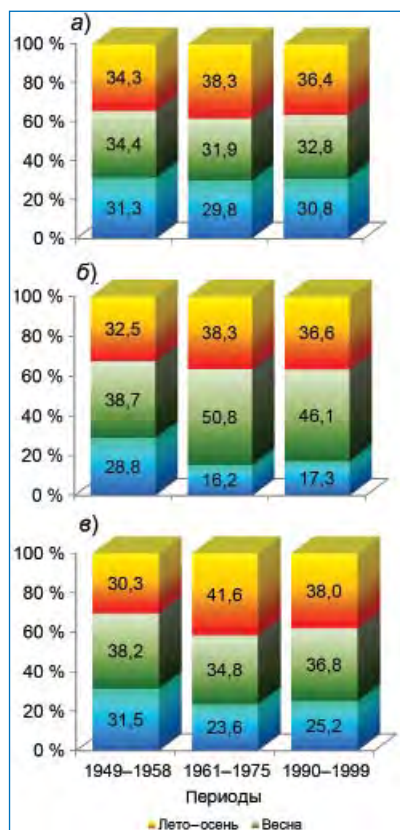 а)
100 %
80 %
60 %
40 %
20 %
0 %
34,3 38,3 36,4
34,4 31,9 32,8
31,3 29,8 30,8
б)
100 %
80 %
60 %
40 %
20 %
0 %
32,5 38,3 36,6
38,7 50,8 46,1
28,8 16,2 17,3
в)
100 %
80 %
60 %
40 %
20 %
0 %
30,3 41,6 38,0
38,2 34,8 36,8
31,5 23,6 25,2
1949–1958 1961–1975 1990–1999
Периоды
Лето–осень Весна